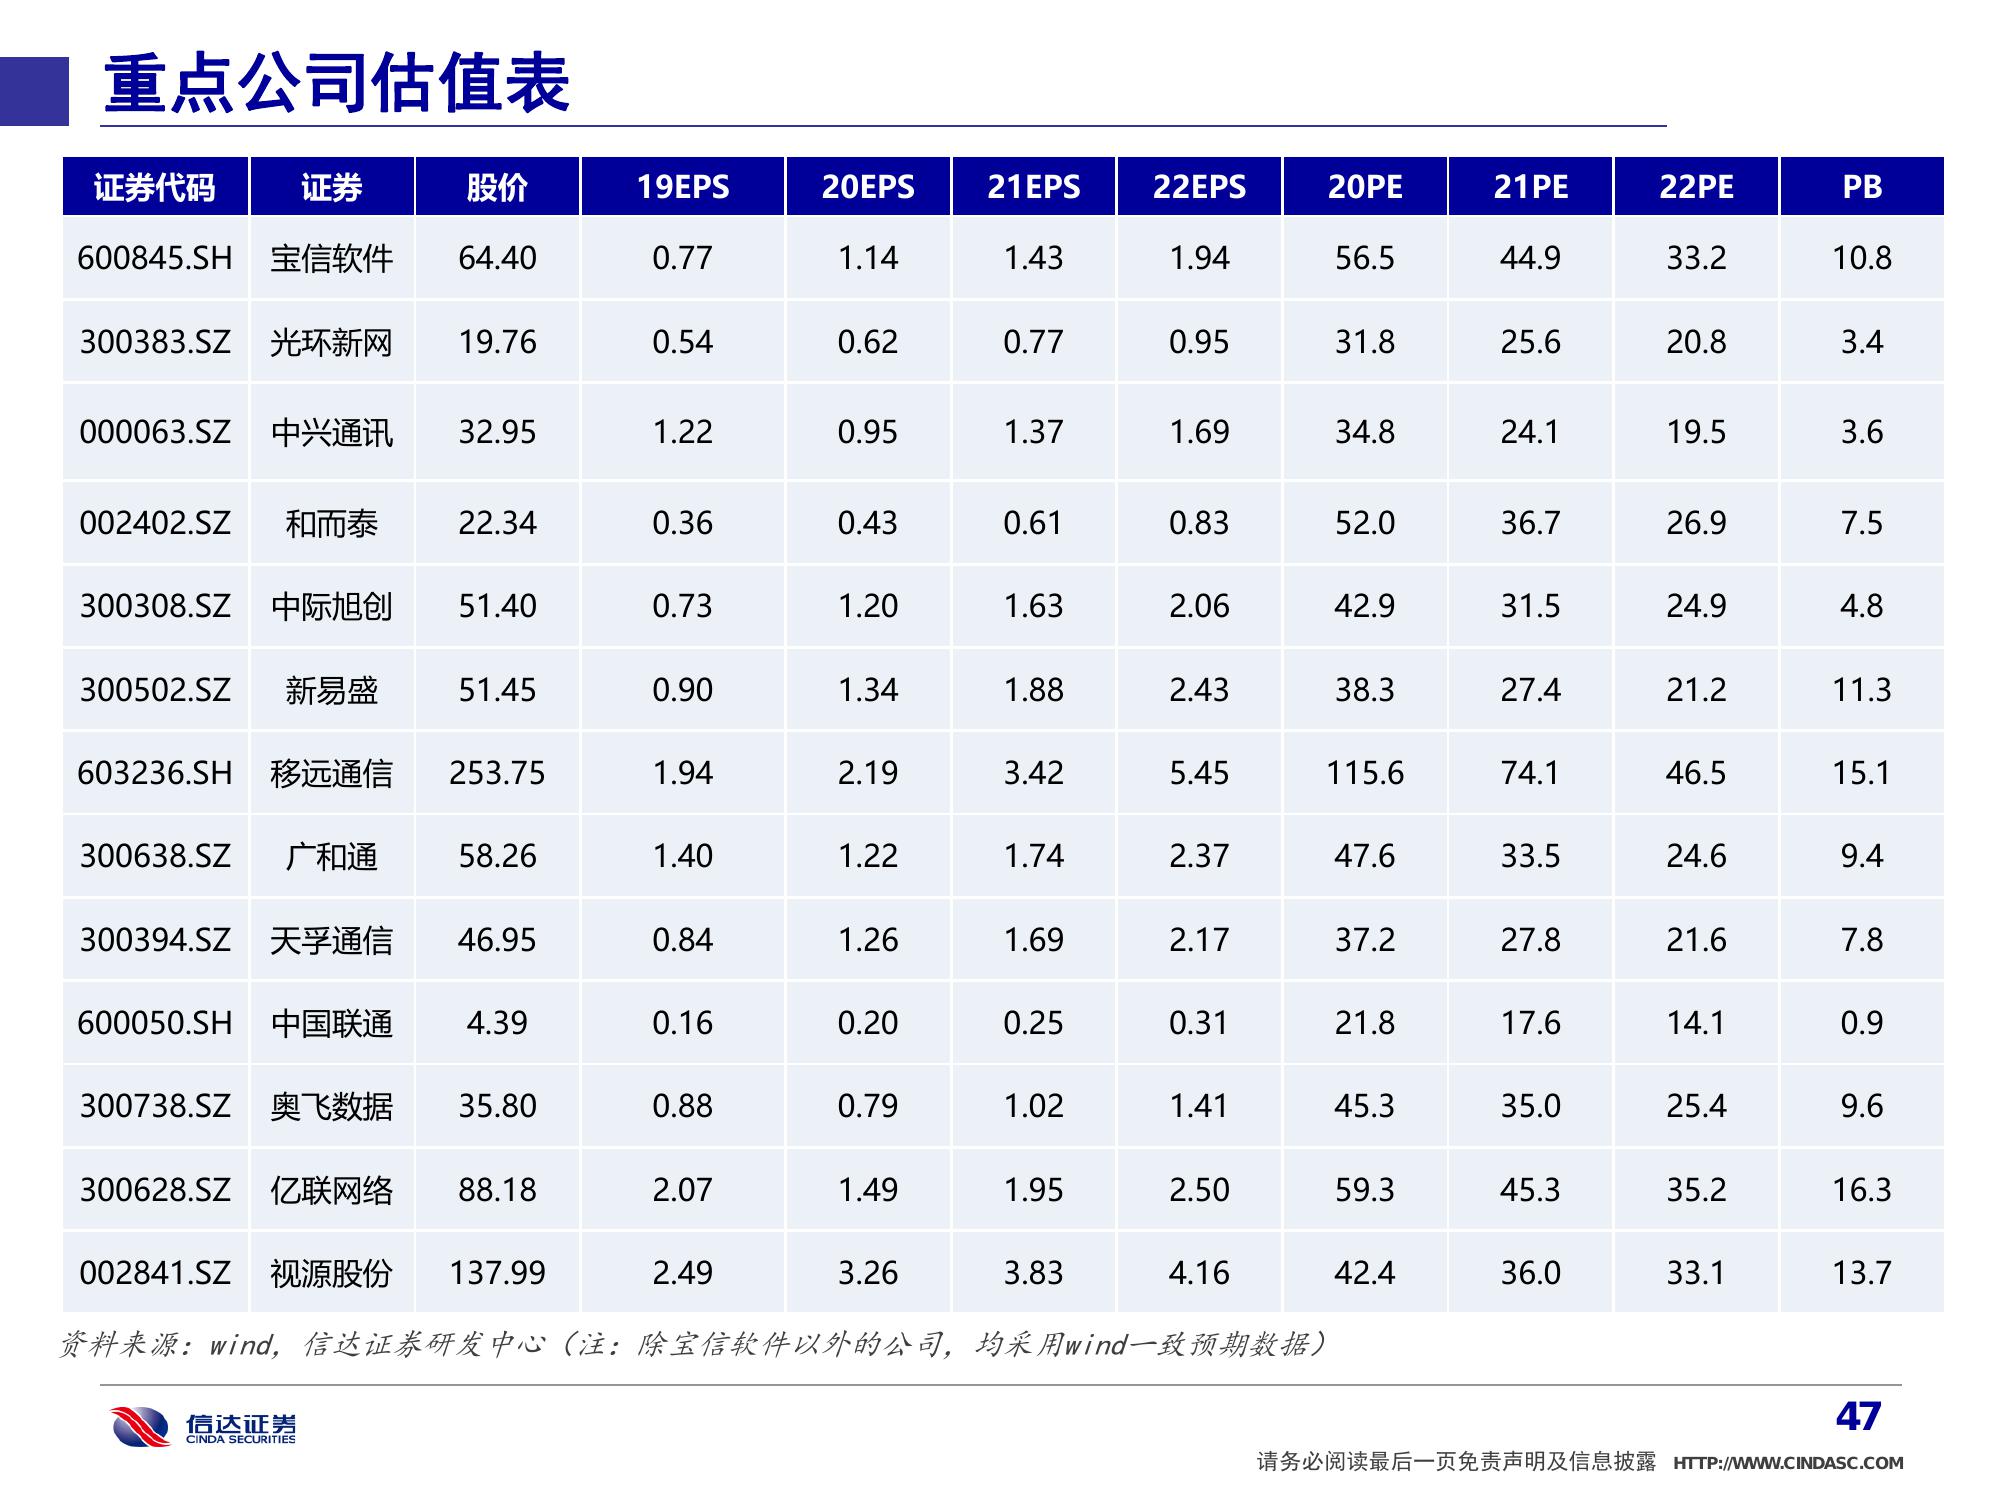 重点公司估值表
证券代码 证券 股价 19EPS 20EPS 21EPS 22EPS 20PE 21PE 22PE PB
600845.SH 宝信软件 64.40 0.77 1.14 1.43 1.94 56.5 44.9 33.2 10.8
300383.SZ 光环新网 19.76 0.54 0.62 0.77 0.95 31.8 25.6 20.8 3.4
000063.SZ 中兴通讯 32.95 1.22 0.95 1.37 1.69 34.8 24.1 19.5 3.6
002402.SZ 和而泰 22.34 0.36 0.43 0.61 0.83 52.0 36.7 26.9 7.5
300308.SZ 中际旭创 51.40 0.73 1.20 1.63 2.06 42.9 31.5 24.9 4.8
300502.SZ 新易盛 51.45 0.90 1.34 1.88 2.43 38.3 27.4 21.2 11.3
603236.SH 移远通信 253.75 1.94 2.19 3.42 5.45 115.6 74.1 46.5 15.1
300638.SZ 广和通 58.26 1.40 1.22 1.74 2.37 47.6 33.5 24.6 9.4
300394.SZ 天孚通信 46.95 0.84 1.26 1.69 2.17 37.2 27.8 21.6 7.8
600050.SH 中国联通 4.39 0.16 0.20 0.25 0.31 21.8 17.6 14.1 0.9
300738.SZ 奥飞数据 35.80 0.88 0.79 1.02 1.41 45.3 35.0 25.4 9.6
300628.SZ 亿联网络 88.18 2.07 1.49 1.95 2.50 59.3 45.3 35.2 16.3
002841.SZ 视源股份 137.99 2.49 3.26 3.83 4.16 42.4 36.0 33.1 13.7
资料来源：wind，信达证券研发中心（注：除宝信软件以外的公司，均采用wind一致预期数据）
信达证券
CINDA SECURITIES
47
请务必阅读最后一页免责声明及信息披露 HTTP://WWW.CINDASC.COM